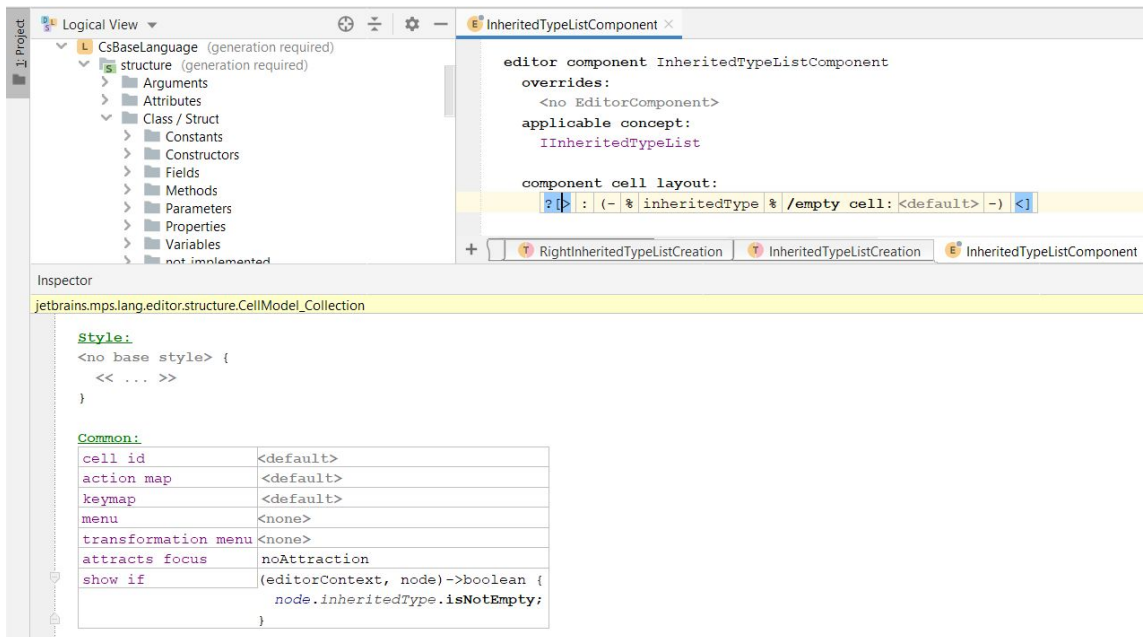 1: Project
Logical View
CsBaseLanguage (generation required)
structure (generation required)
Arguments
Attributes
Class / Struct
Constants
Constructors
Fields
Methods
Parameters
Properties
Variables
not implemented
InheritedTypeListComponent
editor component InheritedTypeListComponent
overrides:
<no EditorComponent>
applicable concept:
IInheritedTypeList
component cell layout:
?[> : (- % inheritedType % /empty cell: <default> -) <]
RightInheritedTypeListCreation InheritedTypeListCreation InheritedTypeListComponent
Inspector
jetbrains.mps.lang.editor.structure.CellModel_Collection
Style:
<no base style> {
<< ... >>
}
Common:
cell id <default>
action map <default>
keymap <default>
menu <none>
transformation menu <none>
attracts focus noAttraction
show if (editorContext, node)->boolean {
node.inheritedType.isNotEmpty;
}